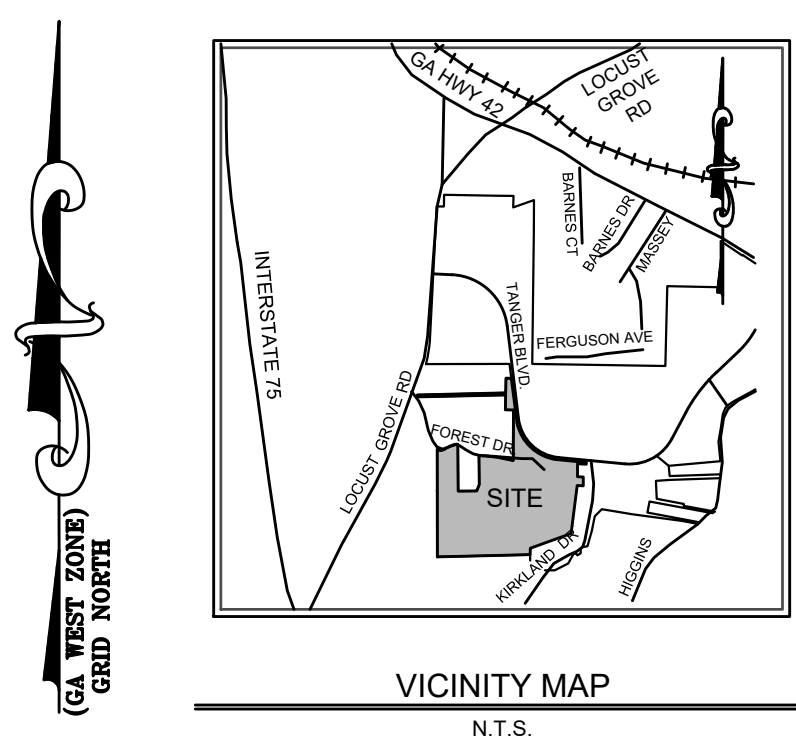 (GA WEST ZONE)
GRID NORTH
GA HWY 42
LOCUST
GROVE
RD
BARNES CT
BARNES DR
MASSEY
INTERSTATE 75
TANGER BLVD.
FERGUSON AVE
LOCUST GROVE RD
FOREST DR
SITE
KIRKLAND DR
HIGGINS
VICINITY MAP
N.T.S.